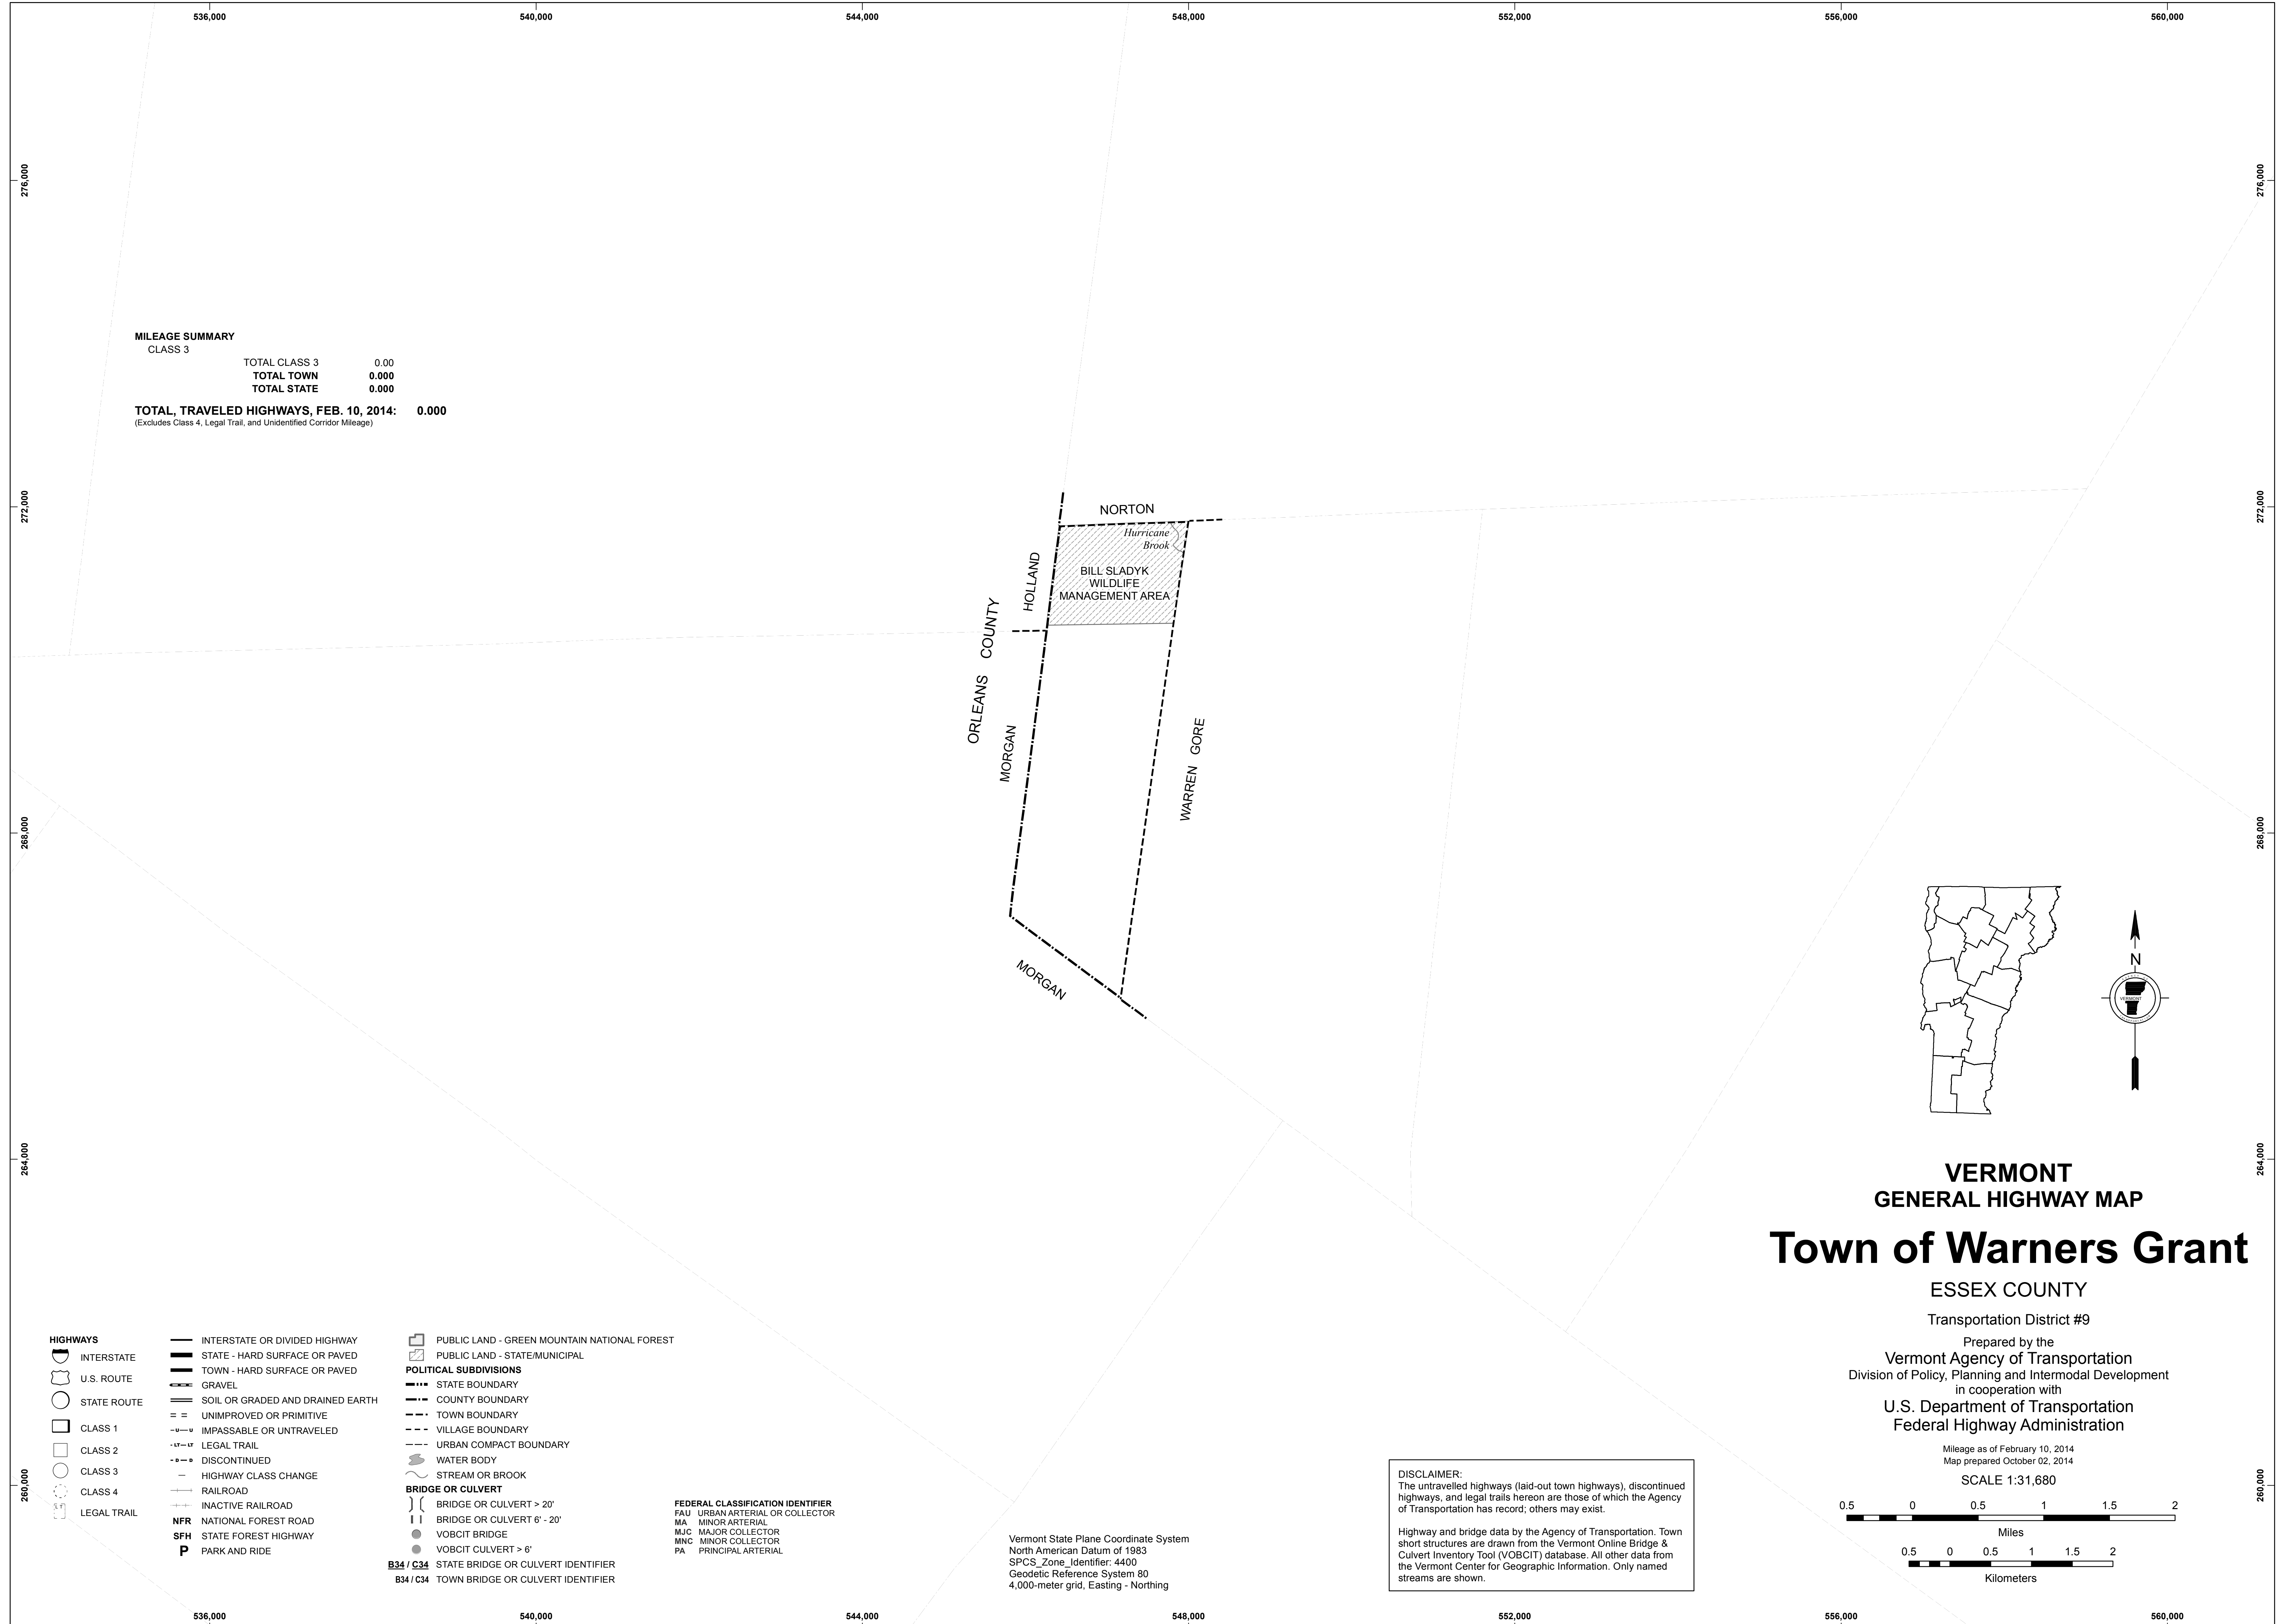 536,000
540,000
544,000
548,000
552,000
556,000
560,000
276,000
276,000
MILEAGE SUMMARY
CLASS 3
TOTAL CLASS 3 0.00
TOTAL TOWN 0.000
TOTAL STATE 0.000
TOTAL, TRAVELED HIGHWAYS, FEB. 10, 2014: 0.000
(Excludes Class 4, Legal Trail, and Unidentified Corridor Mileage)
272,000
272,000
NORTON
Hurricane
Brook
BILL SLADYK
WILDLIFE
MANAGEMENT AREA
HOLLAND
ORLEANS COUNTY
MORGAN
WARREN GORE
MORGAN
268,000
268,000
N
VERMONT
264,000
264,000
VERMONT
GENERAL HIGHWAY MAP
Town of Warners Grant
ESSEX COUNTY
Transportation District #9
Prepared by the
Vermont Agency of Transportation
Division of Policy, Planning and Intermodal Development
in cooperation with
U.S. Department of Transportation
Federal Highway Administration
Mileage as of February 10, 2014
Map prepared October 02, 2014
SCALE 1:31,680
0.5 0 0.5 1 1.5 2
Miles
0.5 0 0.5 1 1.5 2
Kilometers
260,000
260,000
HIGHWAYS
INTERSTATE
U.S. ROUTE
STATE ROUTE
CLASS 1
CLASS 2
CLASS 3
CLASS 4
LT
LEGAL TRAIL
INTERSTATE OR DIVIDED HIGHWAY
STATE - HARD SURFACE OR PAVED
TOWN - HARD SURFACE OR PAVED
GRAVEL
SOIL OR GRADED AND DRAINED EARTH
UNIMPROVED OR PRIMITIVE
U U IMPASSABLE OR UNTRAVELED
LT LT LEGAL TRAIL
D D DISCONTINUED
HIGHWAY CLASS CHANGE
RAILROAD
INACTIVE RAILROAD
NFR NATIONAL FOREST ROAD
SFH STATE FOREST HIGHWAY
P PARK AND RIDE
PUBLIC LAND - GREEN MOUNTAIN NATIONAL FOREST
PUBLIC LAND - STATE/MUNICIPAL
POLITICAL SUBDIVISIONS
STATE BOUNDARY
COUNTY BOUNDARY
TOWN BOUNDARY
VILLAGE BOUNDARY
URBAN COMPACT BOUNDARY
WATER BODY
STREAM OR BROOK
BRIDGE OR CULVERT
BRIDGE OR CULVERT > 20'
BRIDGE OR CULVERT 6' - 20'
VOBCIT BRIDGE
VOBCIT CULVERT > 6'
B34 / C34 STATE BRIDGE OR CULVERT IDENTIFIER
B34 / C34 TOWN BRIDGE OR CULVERT IDENTIFIER
FEDERAL CLASSIFICATION IDENTIFIER
FAU URBAN ARTERIAL OR COLLECTOR
MA MINOR ARTERIAL
MJC MAJOR COLLECTOR
MNC MINOR COLLECTOR
PA PRINCIPAL ARTERIAL
Vermont State Plane Coordinate System
North American Datum of 1983
SPCS_Zone_Identifier: 4400
Geodetic Reference System 80
4,000-meter grid, Easting - Northing
DISCLAIMER:
The untravelled highways (laid-out town highways), discontinued
highways, and legal trails hereon are those of which the Agency
of Transportation has record; others may exist.
Highway and bridge data by the Agency of Transportation. Town
short structures are drawn from the Vermont Online Bridge &
Culvert Inventory Tool (VOBCIT) database. All other data from
the Vermont Center for Geographic Information. Only named
streams are shown.
536,000
540,000
544,000
548,000
552,000
556,000
560,000